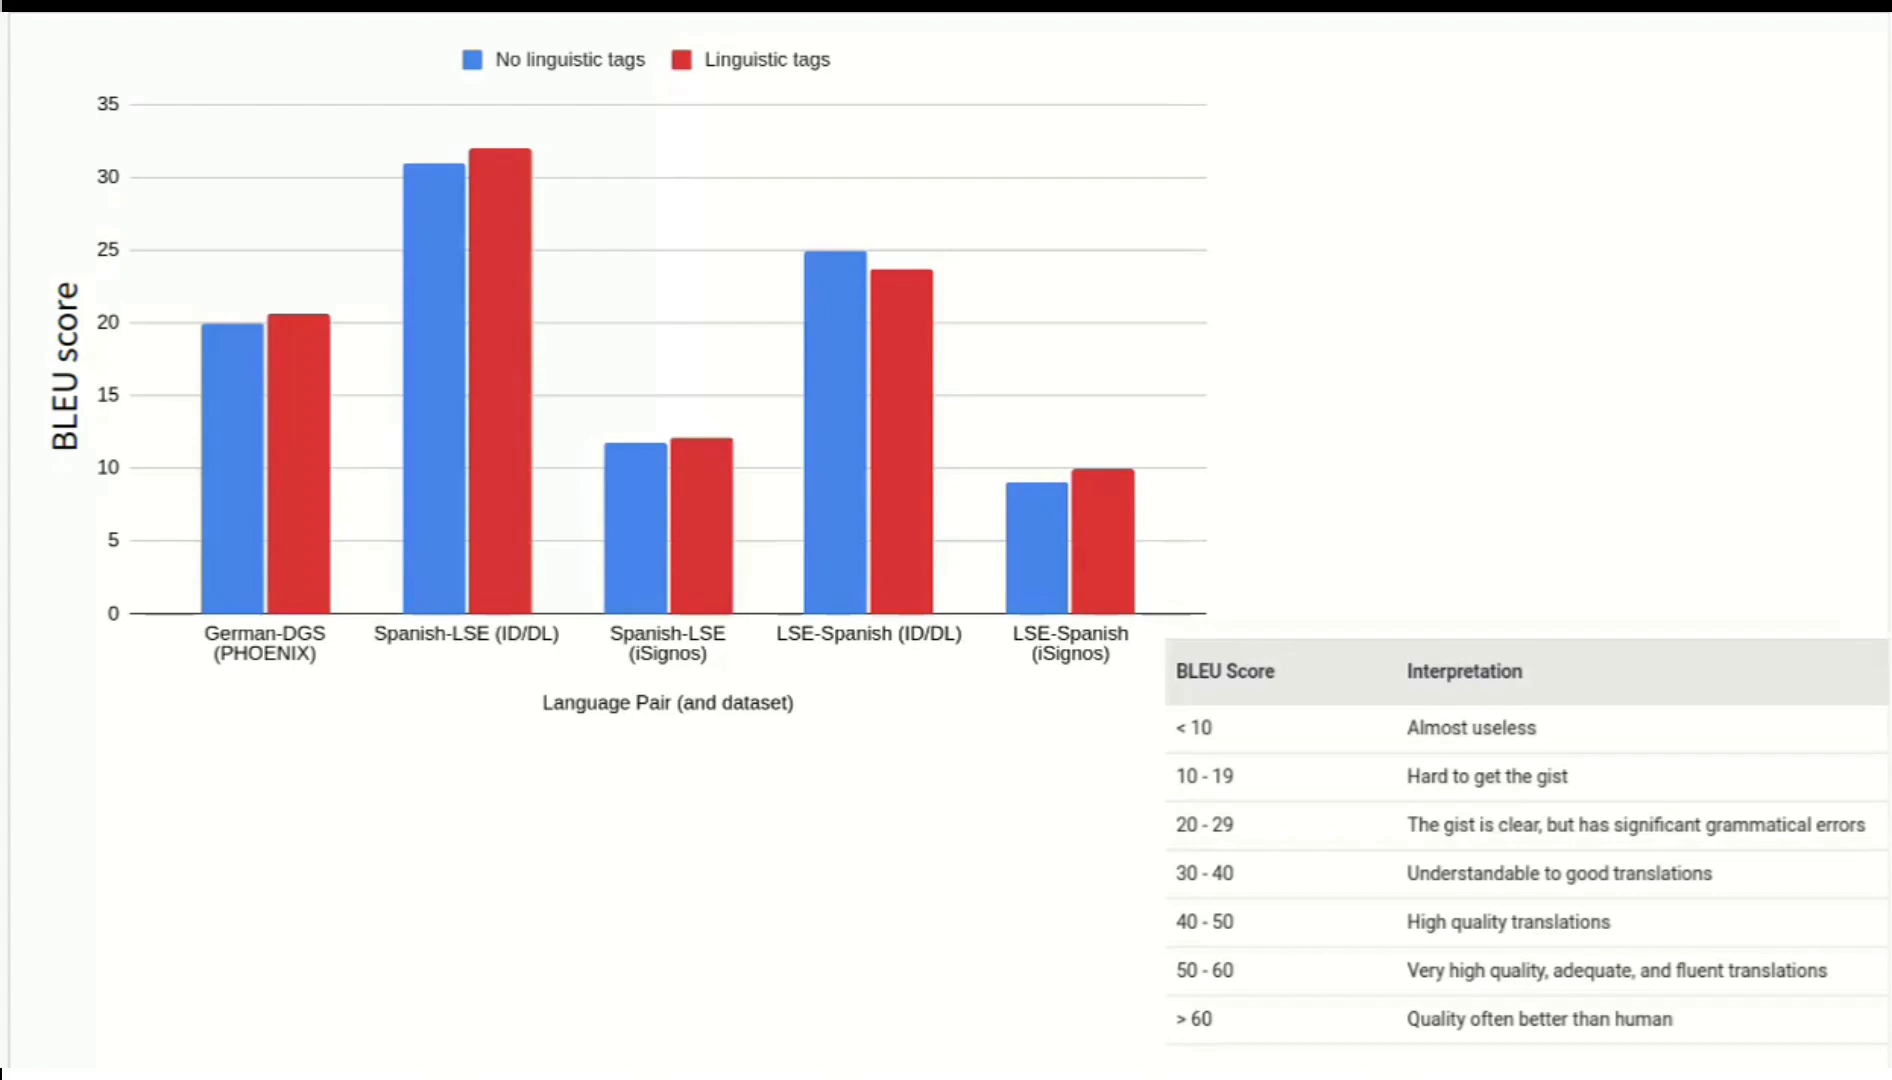 No linguistic tags
Linguistic tags
35
30
25
20
15
10
5
0
BLEU score
German-DGS
(PHOENIX)
Spanish-LSE (ID/DL)
Spanish-LSE
(iSignos)
LSE-Spanish (ID/DL)
LSE-Spanish
(iSignos)
Language Pair (and dataset)
BLEU Score Interpretation
< 10 Almost useless
10 - 19 Hard to get the gist
20 - 29 The gist is clear, but has significant grammatical errors
30 - 40 Understandable to good translations
40 - 50 High quality translations
50 - 60 Very high quality, adequate, and fluent translations
> 60 Quality often better than human